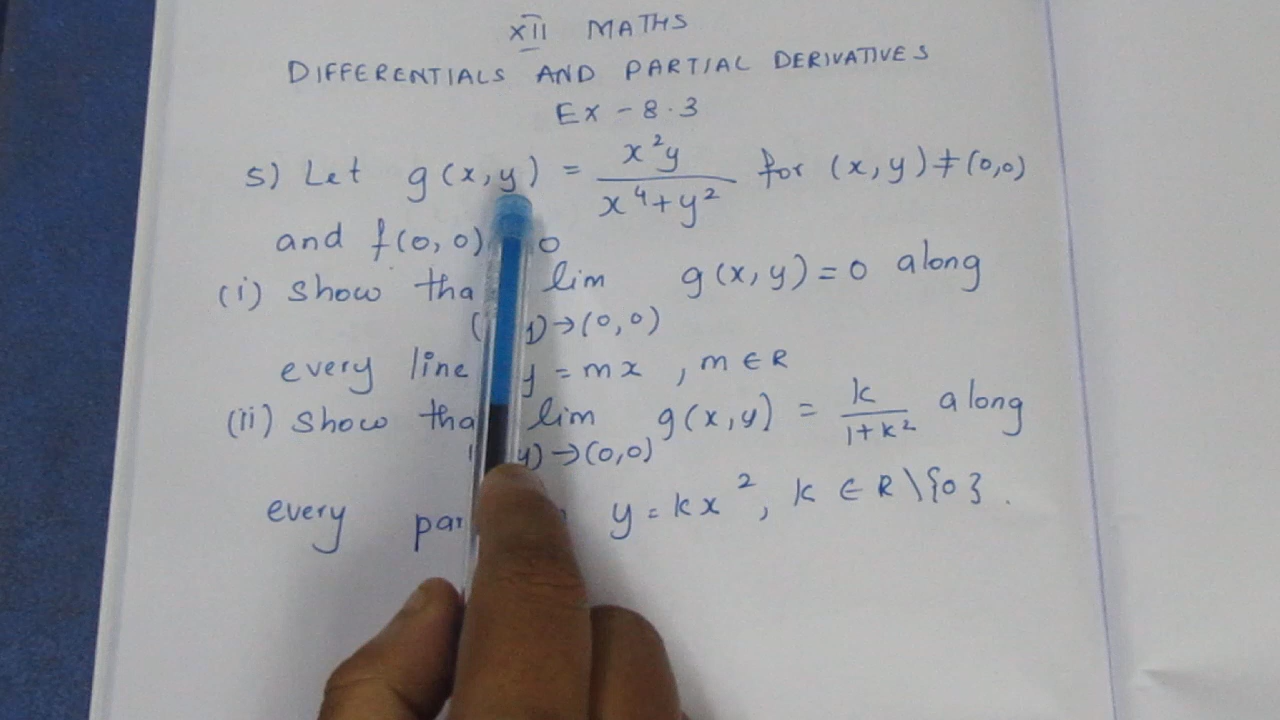 XII MATHS
DIFFERENTIALS AND PARTIAL DERIVATIVES
EX - 8.3
5) Let g(x,y) = x²y / x⁴+y² for (x,y)≠(0,0)
and f(0,0) 0
(i) show lim g(x,y)=0 along
→(0,0)
every line y = mx , m ∈ R
(ii) show lim g(x,y) = k / 1+k² along
y)→(0,0)
every y = kx², k ∈ R\{0}.